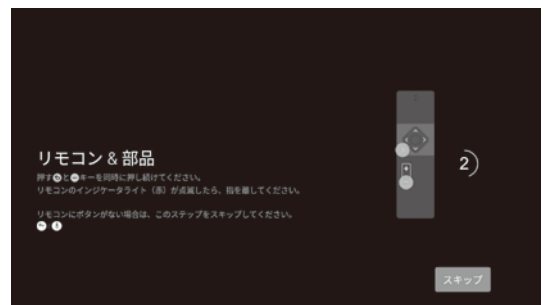 リモコン & 部品
押すとキーを同時に押し続けてください。
リモコンのインジケータライト（赤）が点滅したら、指を離してください。
リモコンにボタンがない場合は、このステップをスキップしてください。
2
スキップ